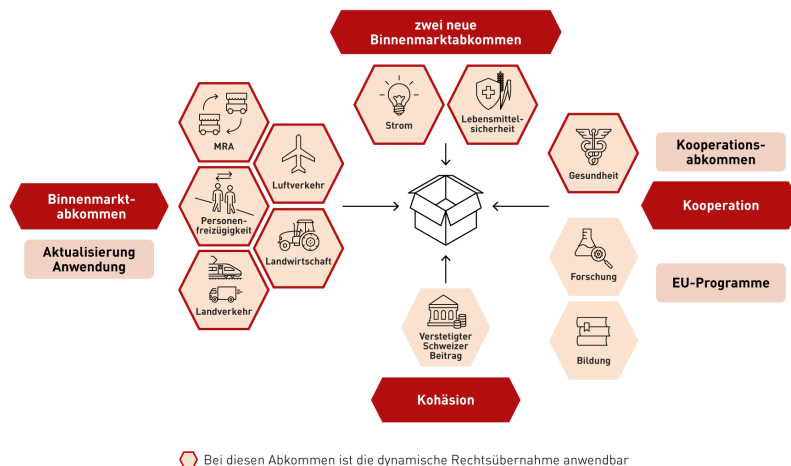 zwei neue
Binnenmarktabkommen
Strom
Lebensmittel-
sicherheit
MRA
Luftverkehr
Personen-
freizügigkeit
Landwirtschaft
Landverkehr
Binnenmarkt-
abkommen
Aktualisierung
Anwendung
Gesundheit
Kooperations-
abkommen
Kooperation
Forschung
EU-Programme
Bildung
Verstetigter
Schweizer
Beitrag
Kohäsion
Bei diesen Abkommen ist die dynamische Rechtsübernahme anwendbar